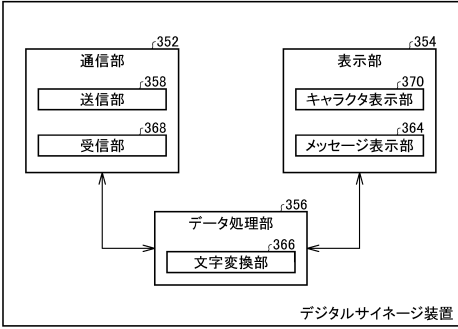 352
通信部
358
送信部
368
受信部
354
表示部
370
キャラクタ表示部
364
メッセージ表示部
356
データ処理部
366
文字変換部
デジタルサイネージ装置